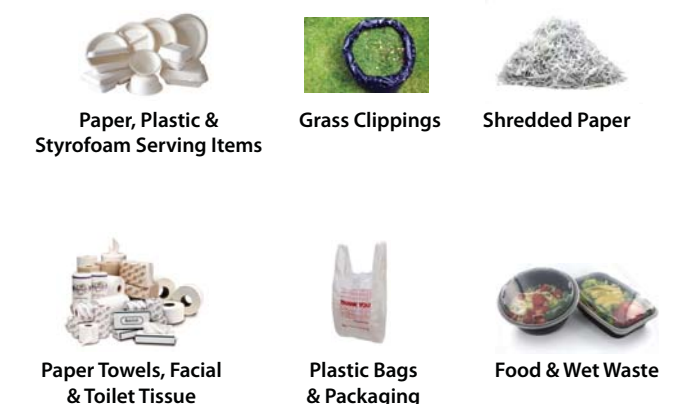 Paper, Plastic &
Styrofoam Serving Items
Grass Clippings
Shredded Paper
THANK YOU
Paper Towels, Facial
& Toilet Tissue
Plastic Bags
& Packaging
Food & Wet Waste